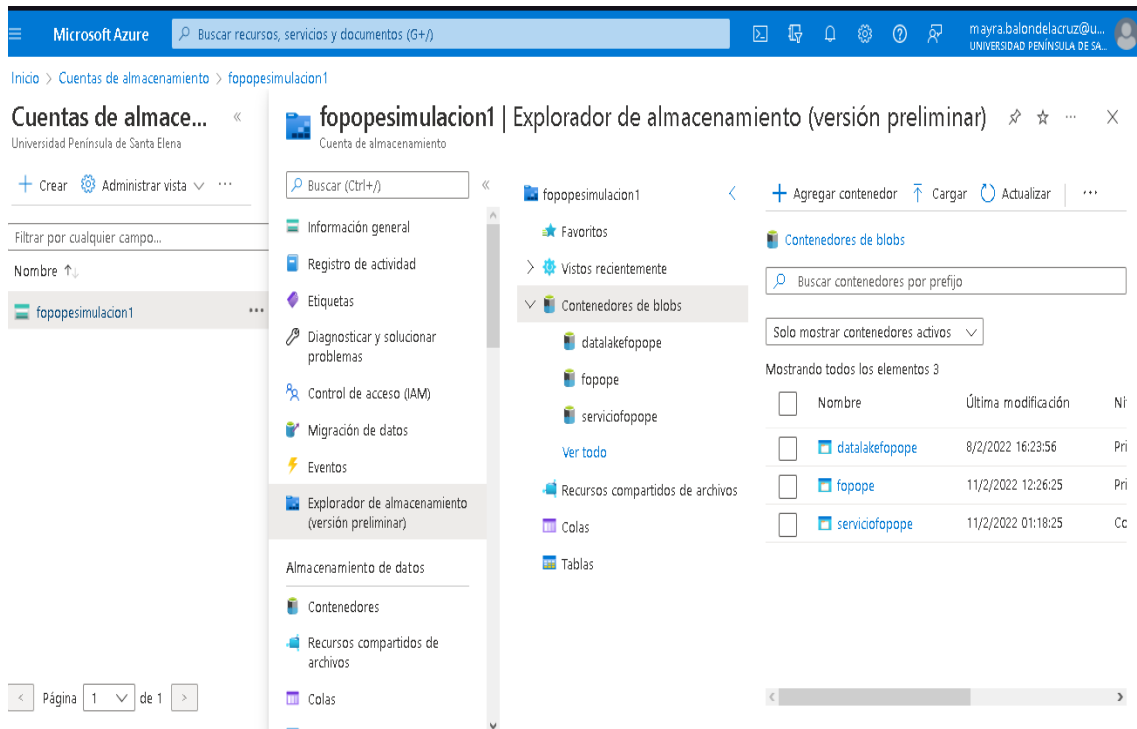 Microsoft Azure
Buscar recursos, servicios y documentos (G+/)
mayra.balondelacruz@u...
UNIVERSIDAD PENÍNSULA DE SA...
Inicio > Cuentas de almacenamiento > fopopesimulacion1
Cuentas de almace...
Universidad Península de Santa Elena
Crear
Administrar vista
Filtrar por cualquier campo...
Nombre
fopopesimulacion1
Página 1 de 1
fopopesimulacion1 | Explorador de almacenamiento (versión preliminar)
Cuenta de almacenamiento
Buscar (Ctrl+/)
Información general
Registro de actividad
Etiquetas
Diagnosticar y solucionar
problemas
Control de acceso (IAM)
Migración de datos
Eventos
Explorador de almacenamiento
(versión preliminar)
Almacenamiento de datos
Contenedores
Recursos compartidos de
archivos
Colas
fopopesimulacion1
Favoritos
Vistos recientemente
Contenedores de blobs
datalakefopope
fopope
serviciofopope
Ver todo
Recursos compartidos de archivos
Colas
Tablas
Agregar contenedor
Cargar
Actualizar
Contenedores de blobs
Buscar contenedores por prefijo
Solo mostrar contenedores activos
Mostrando todos los elementos 3
Nombre Última modificación Ni
datalakefopope 8/2/2022 16:23:56 Pri
fopope 11/2/2022 12:26:25 Pri
serviciofopope 11/2/2022 01:18:25 Co